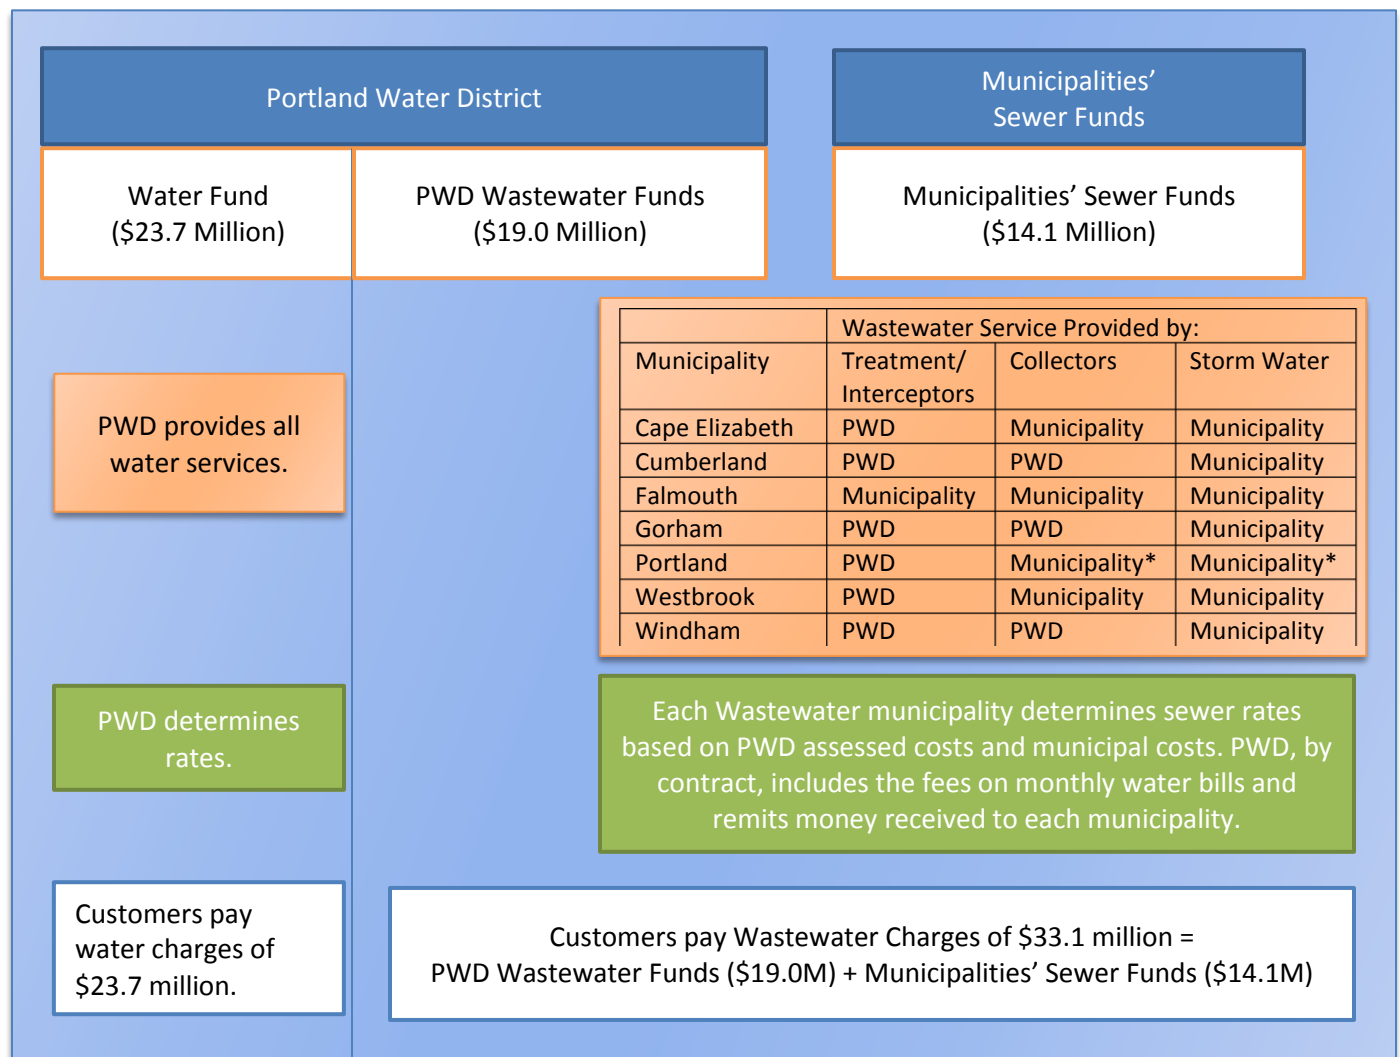 Portland Water District
Municipalities’
Sewer Funds
Water Fund
($23.7 Million)
PWD Wastewater Funds
($19.0 Million)
Municipalities’ Sewer Funds
($14.1 Million)
PWD provides all
water services.
Wastewater Service Provided by:
Municipality Treatment/ Collectors Storm Water
Interceptors
Cape Elizabeth PWD Municipality Municipality
Cumberland PWD PWD Municipality
Falmouth Municipality Municipality Municipality
Gorham PWD PWD Municipality
Portland PWD Municipality* Municipality*
Westbrook PWD Municipality Municipality
Windham PWD PWD Municipality
PWD determines
rates.
Each Wastewater municipality determines sewer rates
based on PWD assessed costs and municipal costs. PWD, by
contract, includes the fees on monthly water bills and
remits money received to each municipality.
Customers pay
water charges of
$23.7 million.
Customers pay Wastewater Charges of $33.1 million =
PWD Wastewater Funds ($19.0M) + Municipalities’ Sewer Funds ($14.1M)